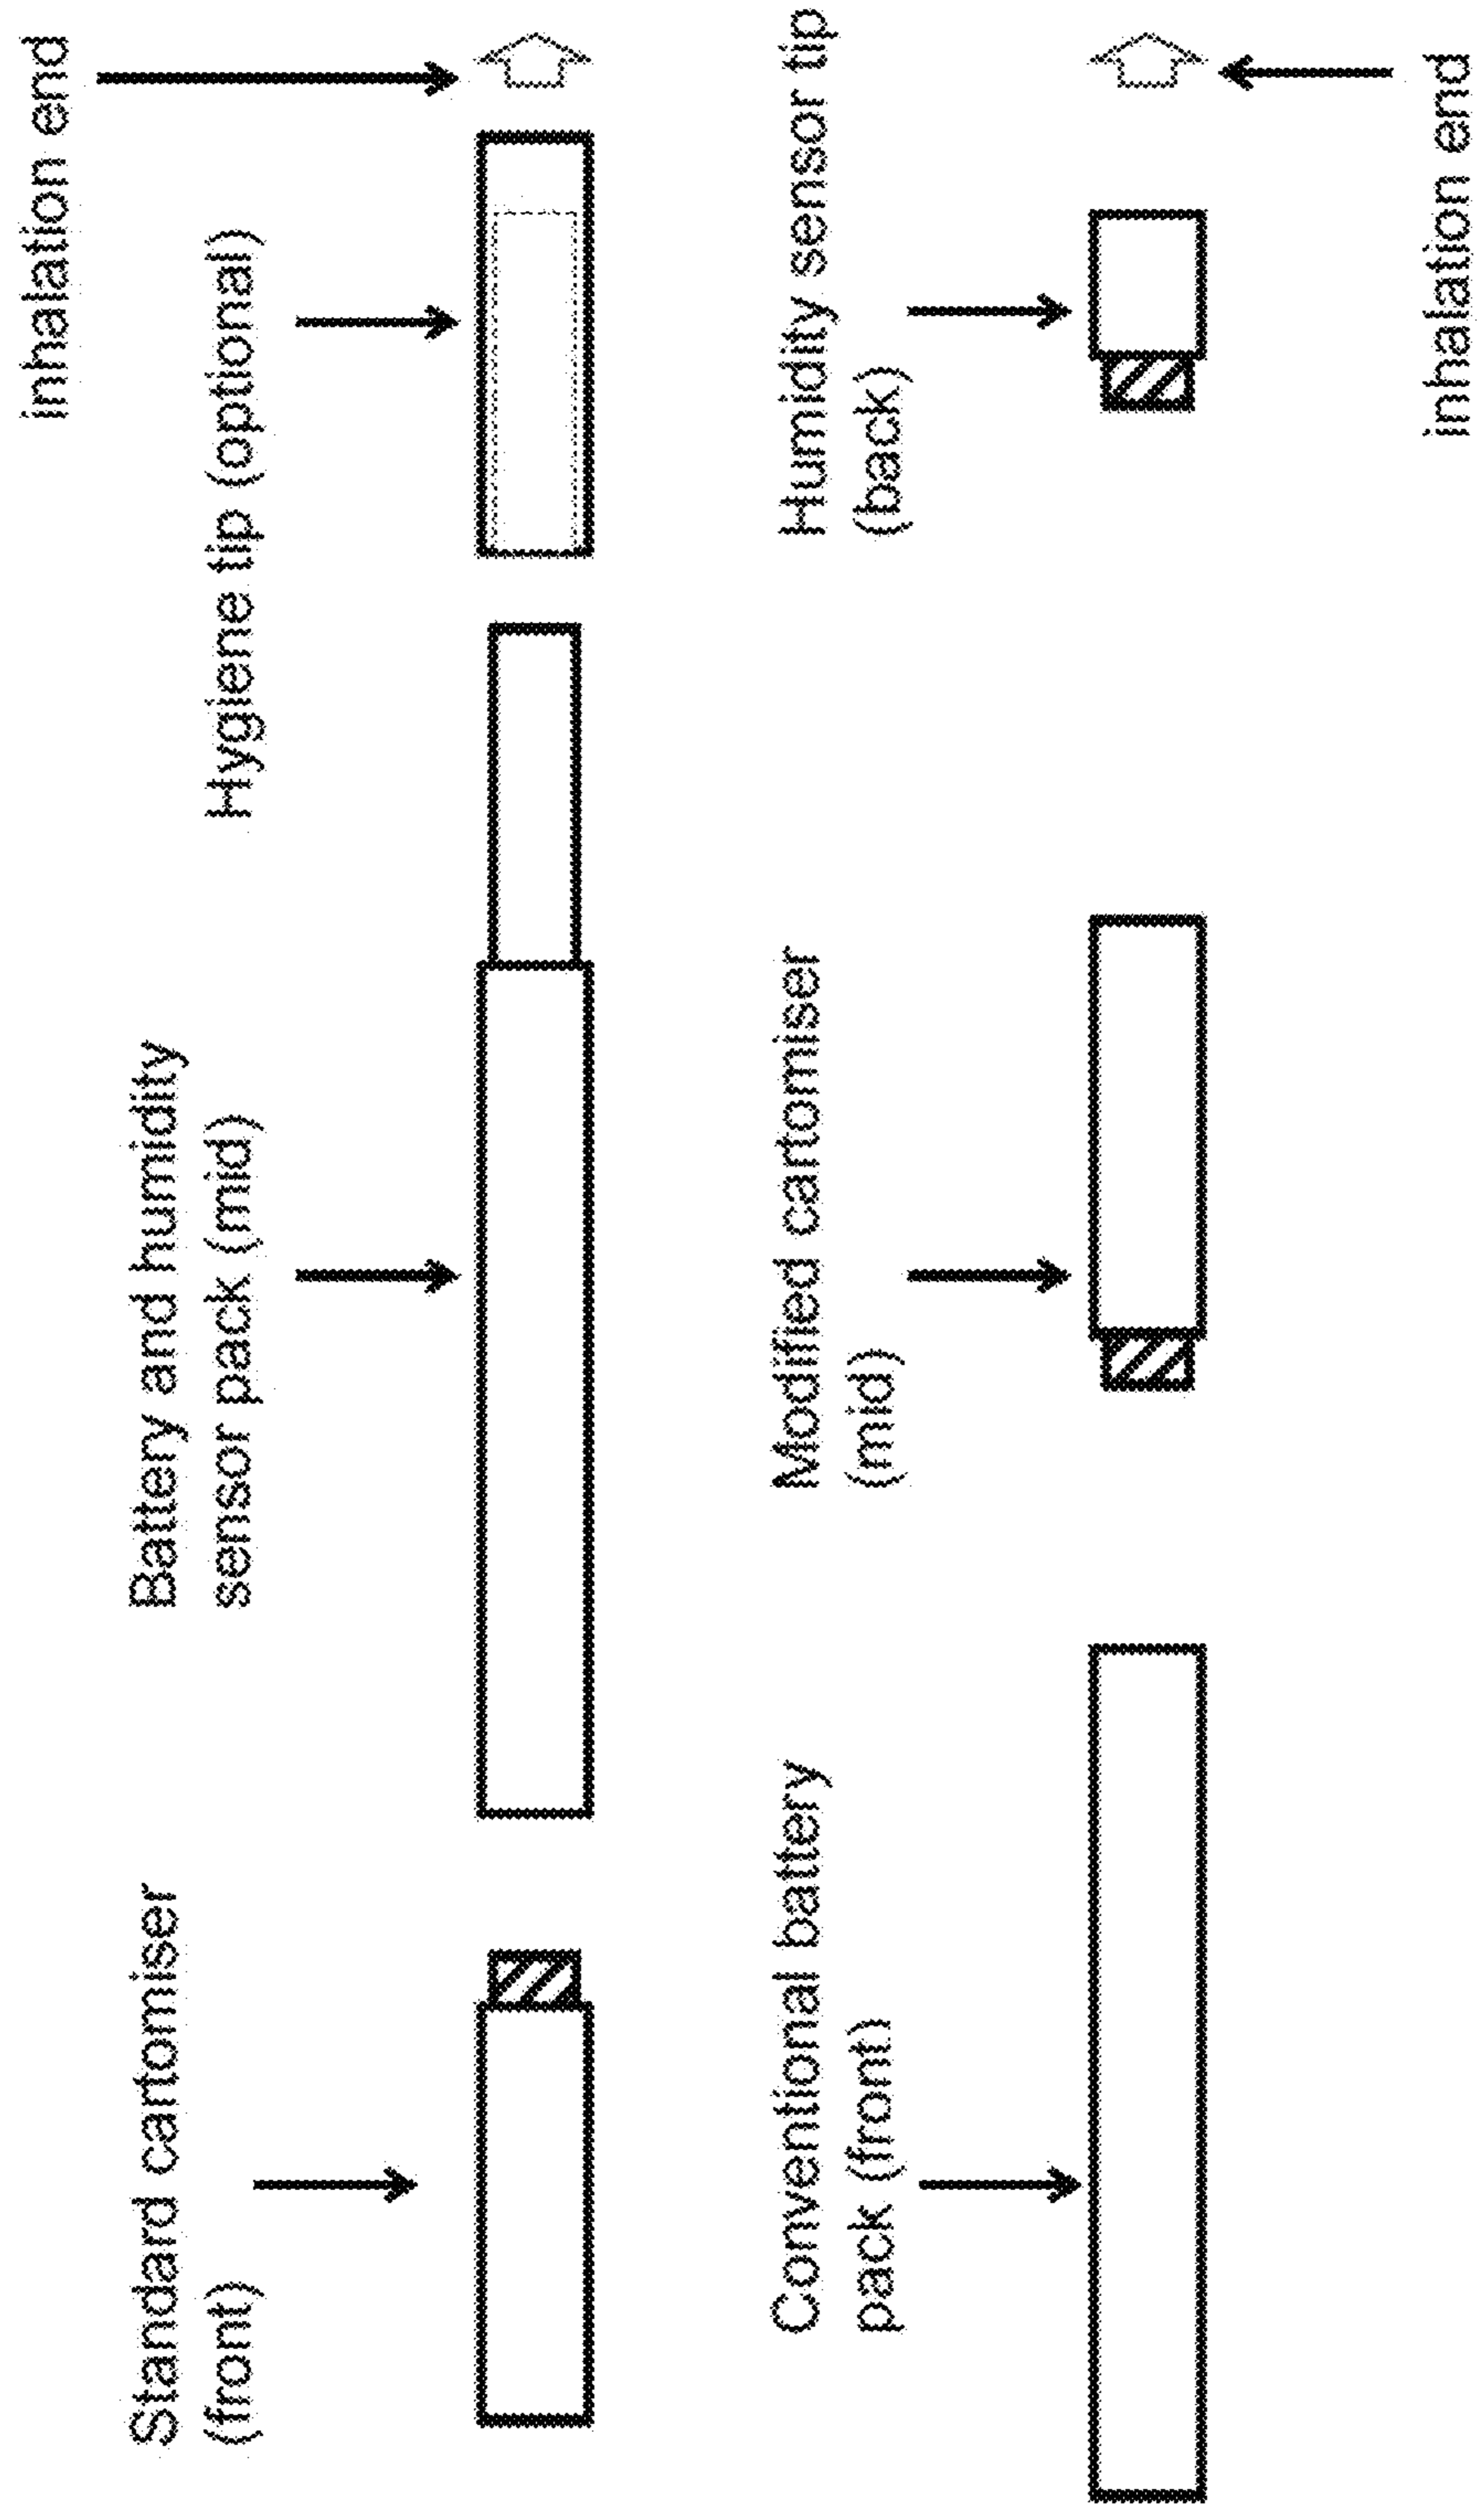 Standard cartomiser
(front)
Battery and humidity
sensor pack (mid)
Hygiene tip (optional)
inhalation end
Conventional battery
pack (front)
Modified cartomiser
(mid)
Humidity sensor tip
(back)
inhalation end